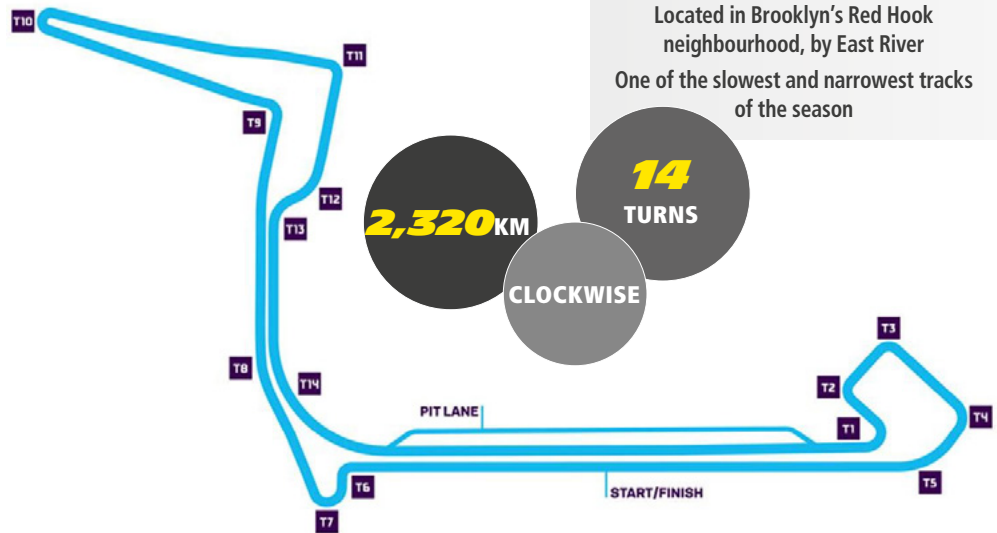 Located in Brooklyn's Red Hook
neighbourhood, by East River
One of the slowest and narrowest tracks
of the season
T10
T11
T9
T12
T13
2,320KM
14
TURNS
CLOCKWISE
T3
T8
T2
T14
T1
T4
PIT LANE
T5
T6
START/FINISH
T7